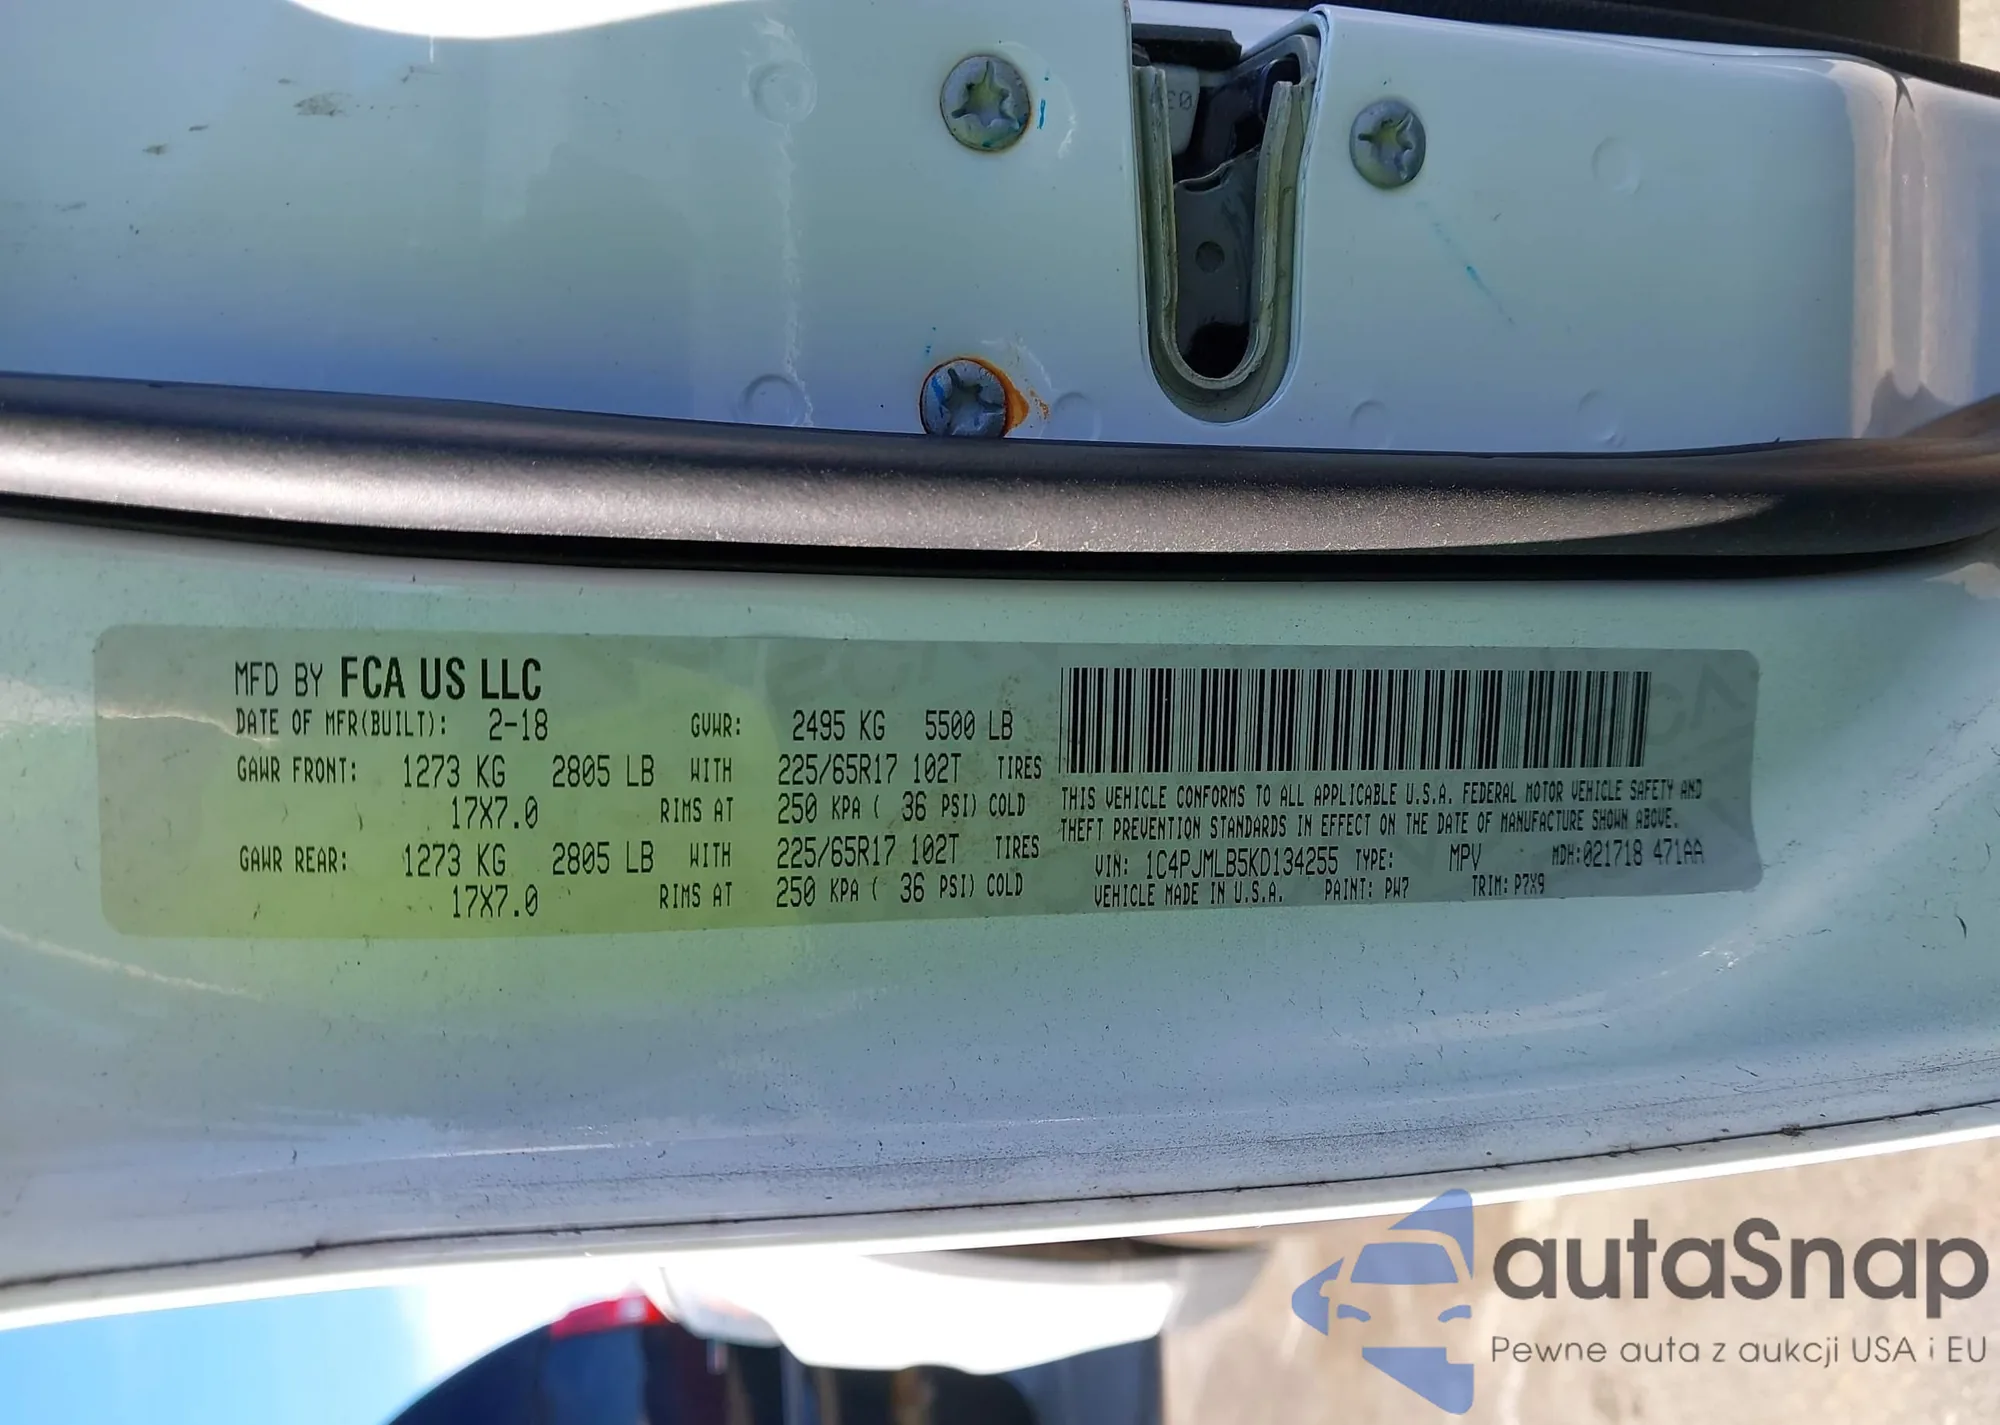 MFD BY FCA US LLC
DATE OF MFR(BUILT): 2-18 GVWR: 2495 KG 5500 LB
GAWR FRONT: 1273 KG 2805 LB WITH 225/65R17 102T TIRES
17X7.0 RIMS AT 250 KPA ( 36 PSI) COLD
GAWR REAR: 1273 KG 2805 LB WITH 225/65R17 102T TIRES
17X7.0 RIMS AT 250 KPA ( 36 PSI) COLD
THIS VEHICLE CONFORMS TO ALL APPLICABLE U.S.A. FEDERAL MOTOR VEHICLE SAFETY AND
THEFT PREVENTION STANDARDS IN EFFECT ON THE DATE OF MANUFACTURE SHOWN ABOVE.
VIN: 1C4PJMLB5KD134255 TYPE: MPV MDH:021718 471AA
VEHICLE MADE IN U.S.A. PAINT: PW7 TRIM: P7X9
autaSnap
Pewne auta z aukcji USA i EU